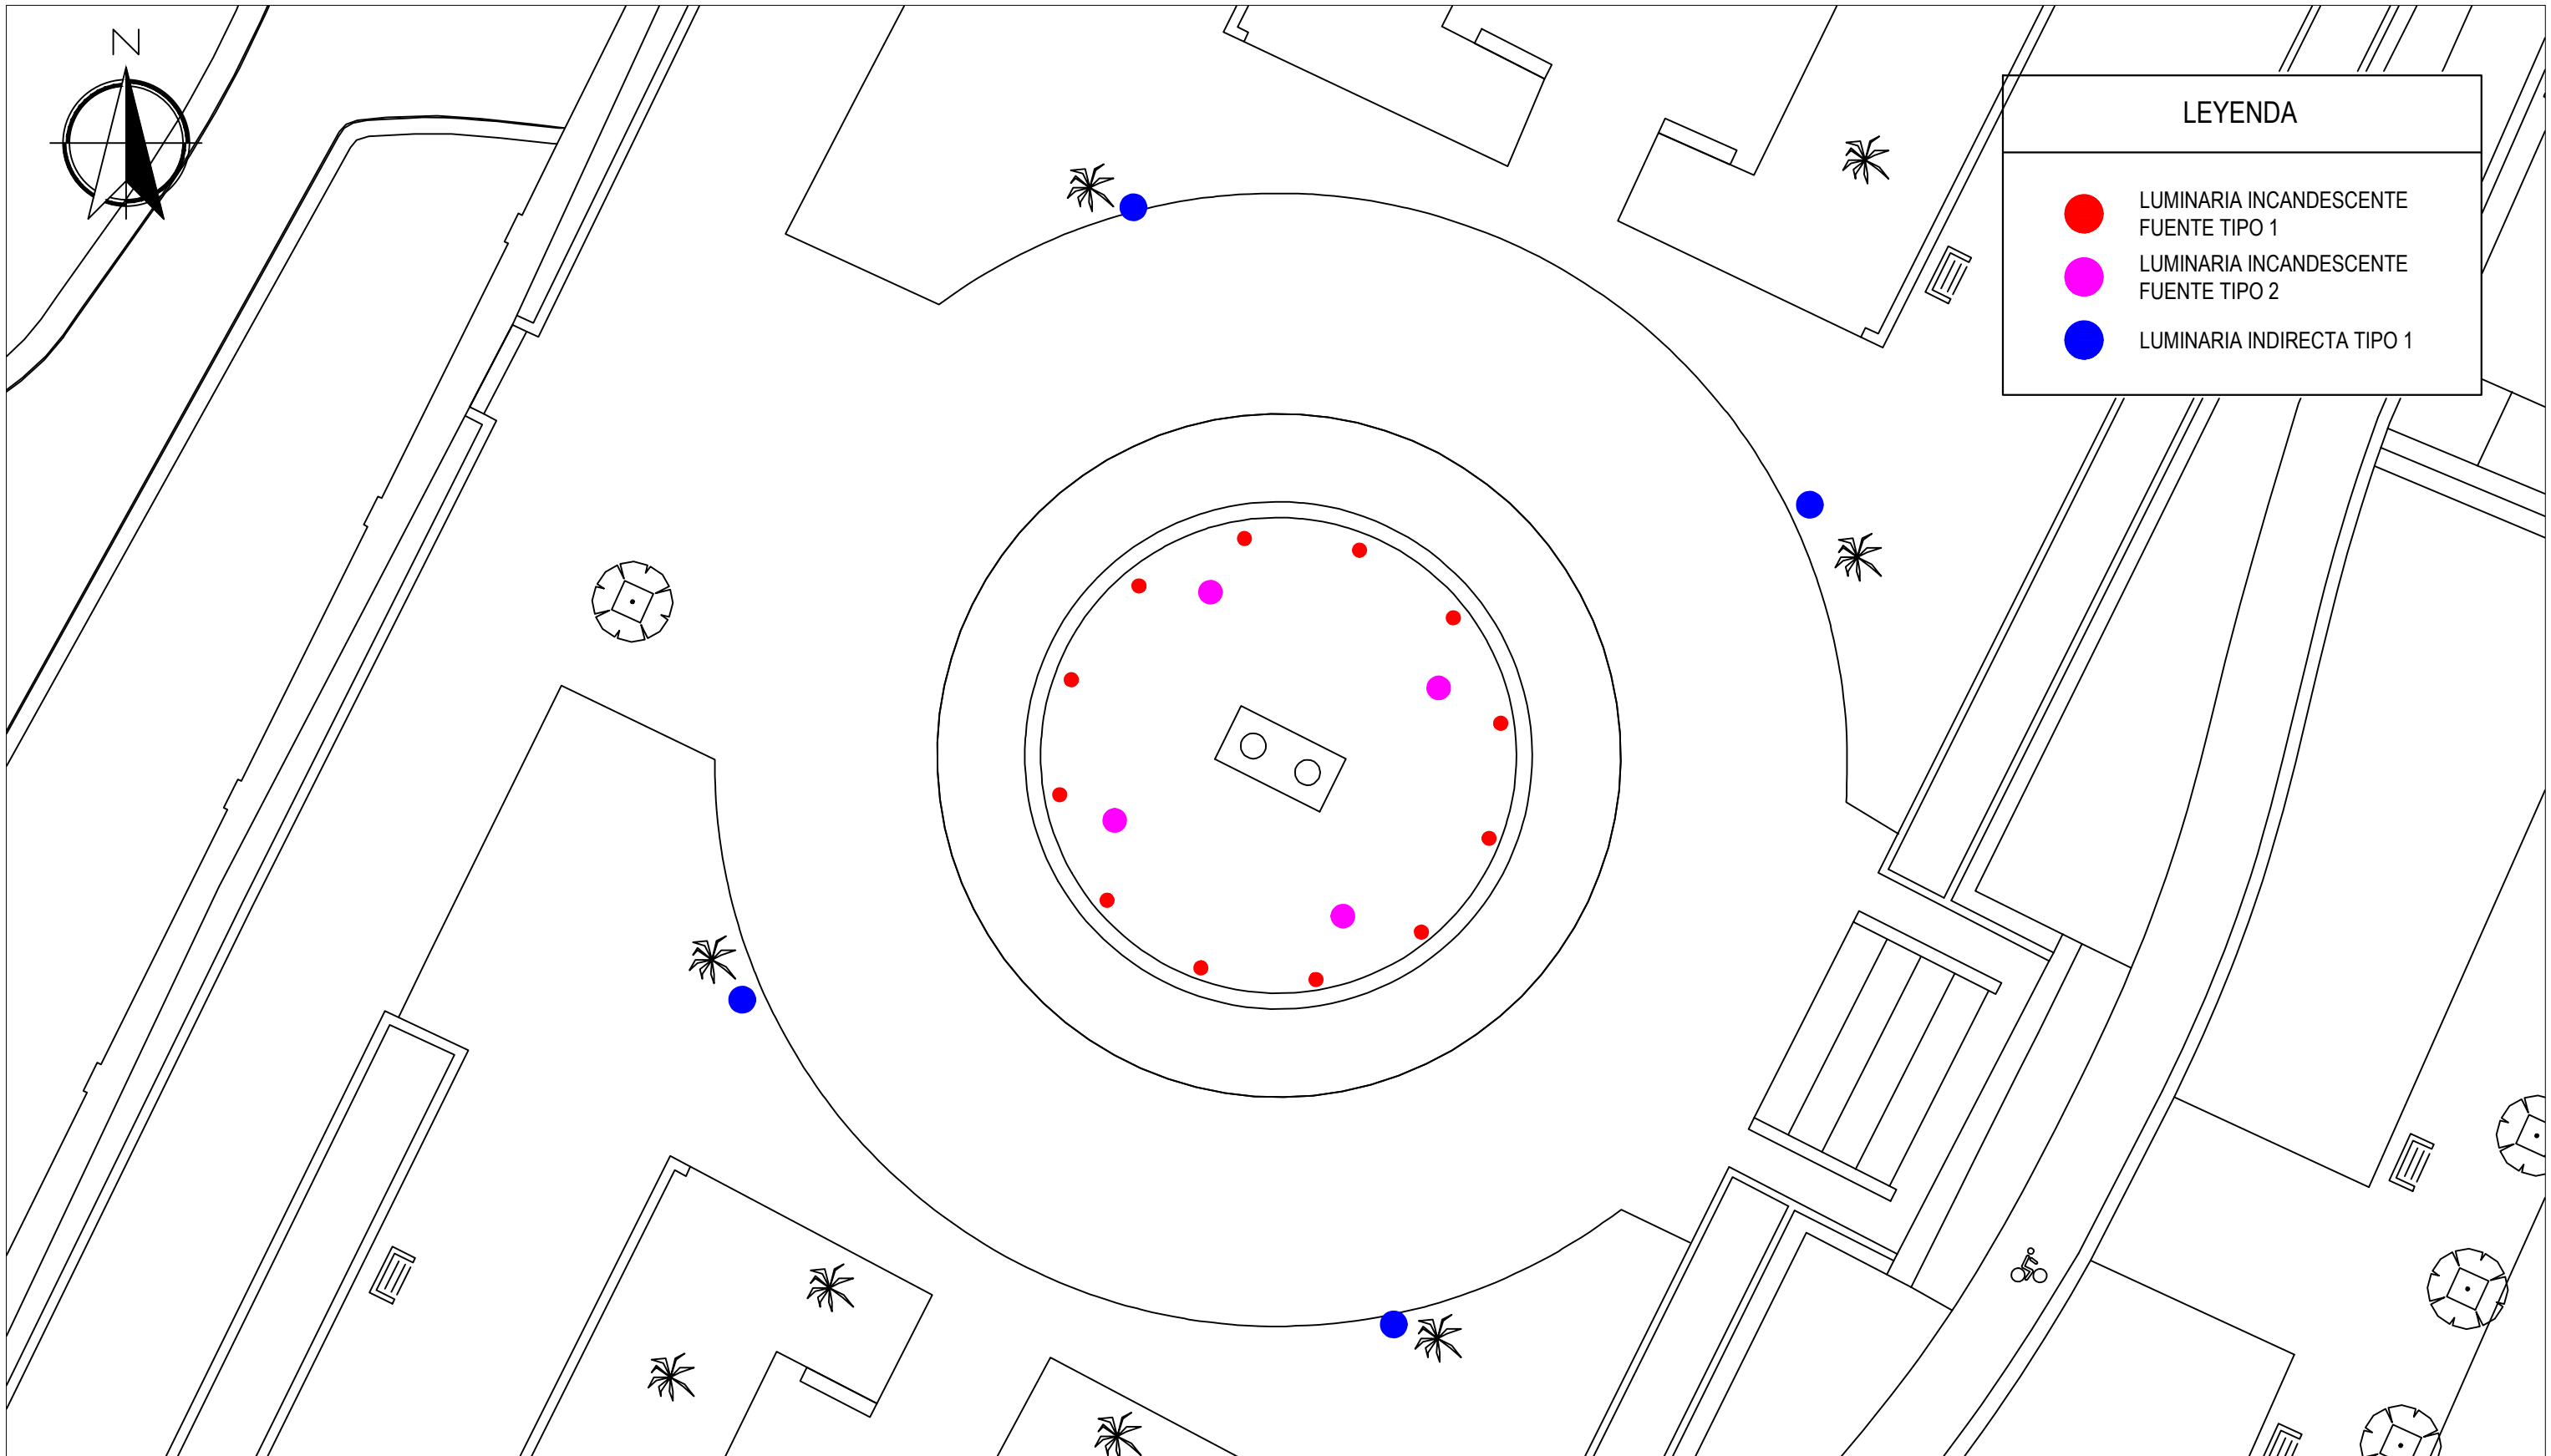 N
LEYENDA
LUMINARIA INCANDESCENTE
FUENTE TIPO 1
LUMINARIA INCANDESCENTE
FUENTE TIPO 2
LUMINARIA INDIRECTA TIPO 1